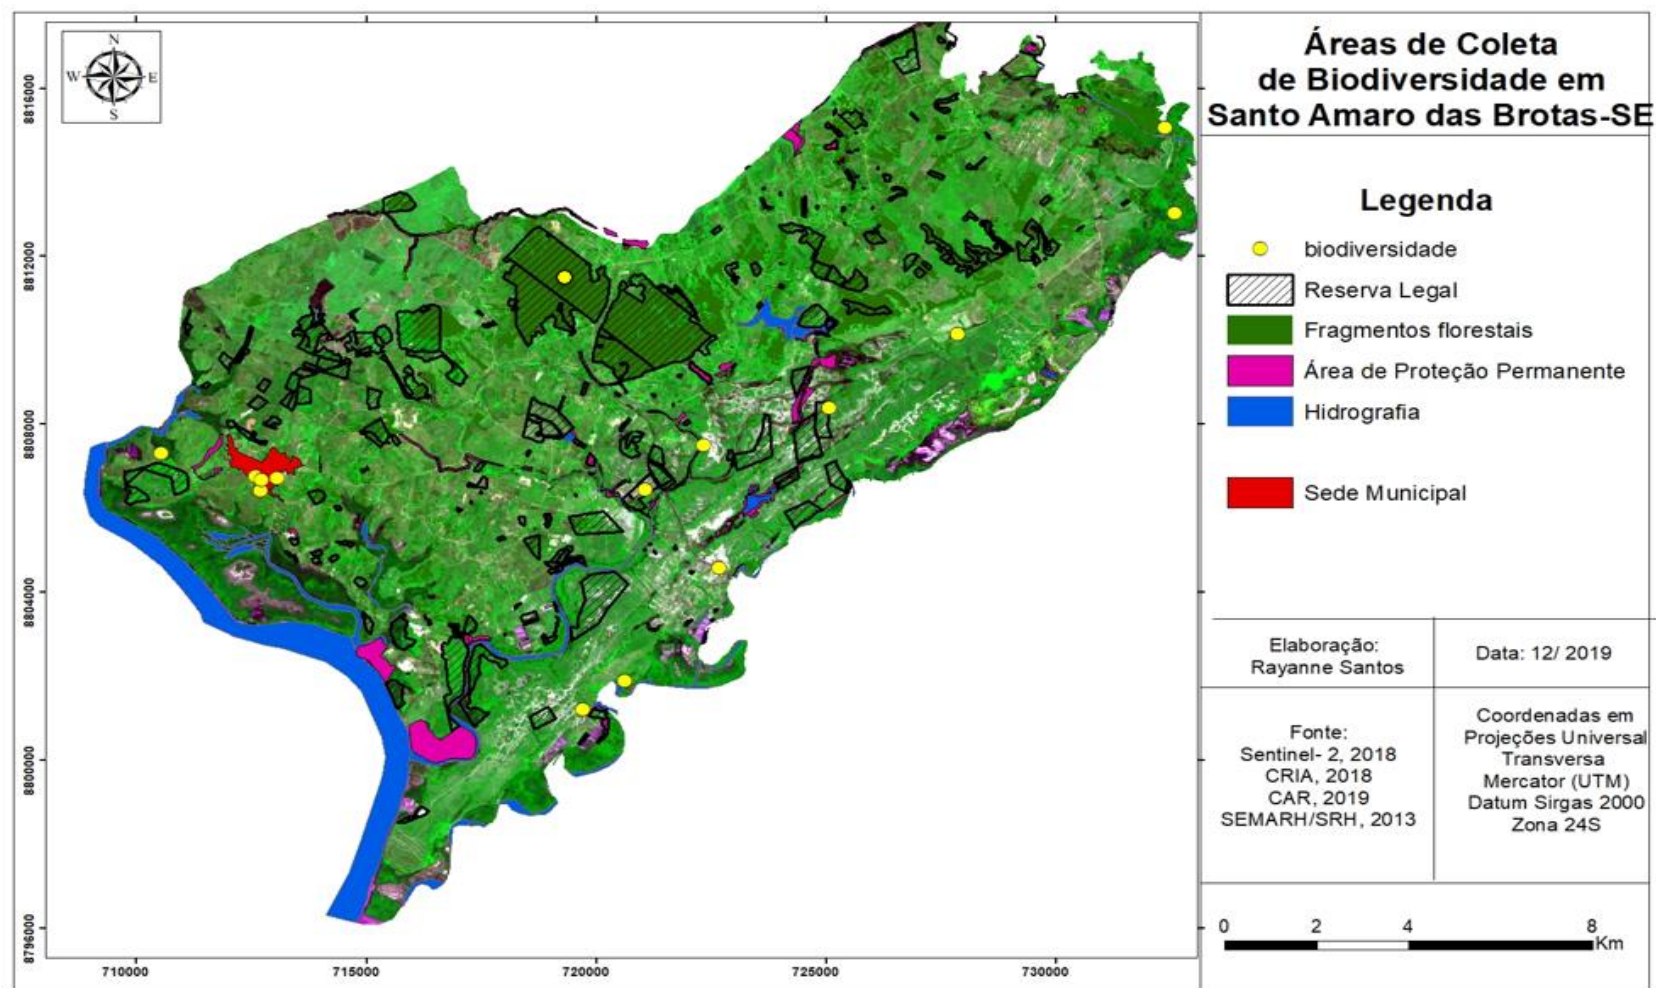 Áreas de Coleta
de Biodiversidade em
Santo Amaro das Brotas-SE
N
W
E
S
8816000
8812000
8808000
8804000
8800000
8796000
710000
715000
720000
725000
730000
Legenda
biodiversidade
Reserva Legal
Fragmentos florestais
Área de Proteção Permanente
Hidrografia
Sede Municipal
Elaboração:
Rayanne Santos
Data: 12/ 2019
Fonte:
Sentinel- 2, 2018
CRIA, 2018
CAR, 2019
SEMARH/SRH, 2013
Coordenadas em
Projeções Universal
Transversa
Mercator (UTM)
Datum Sirgas 2000
Zona 24S
0
2
4
8
Km